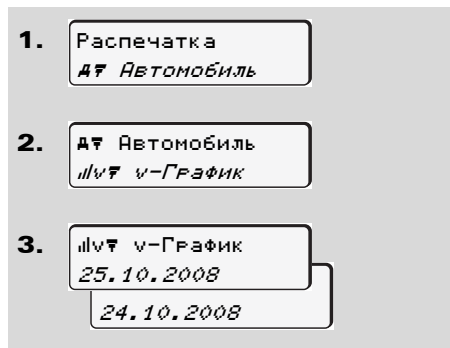 1. Распечатка
Автомобиль
2. Автомобиль
v v-График
3. v v-График
25.10.2008
24.10.2008